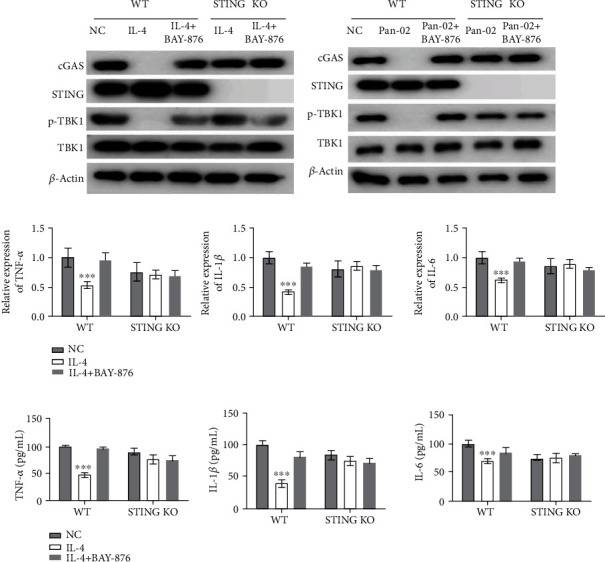 WT STING KO
NC IL-4 IL-4+ BAY-876 IL-4 IL-4+ BAY-876
cGAS
STING
p-TBK1
TBK1
β-Actin
WT STING KO
NC Pan-02 Pan-02+ BAY-876 Pan-02 Pan-02+ BAY-876
cGAS
STING
p-TBK1
TBK1
β-Actin
Relative expression
of TNF-α
1.5
1.0
0.5
0.0
***
WT STING KO
Relative expression
of IL-1β
1.5
1.0
0.5
0.0
***
WT STING KO
Relative expression
of IL-6
1.5
1.0
0.5
0.0
***
WT STING KO
NC
IL-4
IL-4+BAY-876
TNF-α (pg/mL)
150
100
50
0
***
WT STING KO
IL-1β (pg/mL)
150
100
50
0
***
WT STING KO
IL-6 (pg/mL)
150
100
50
0
***
WT STING KO
NC
IL-4
IL-4+BAY-876